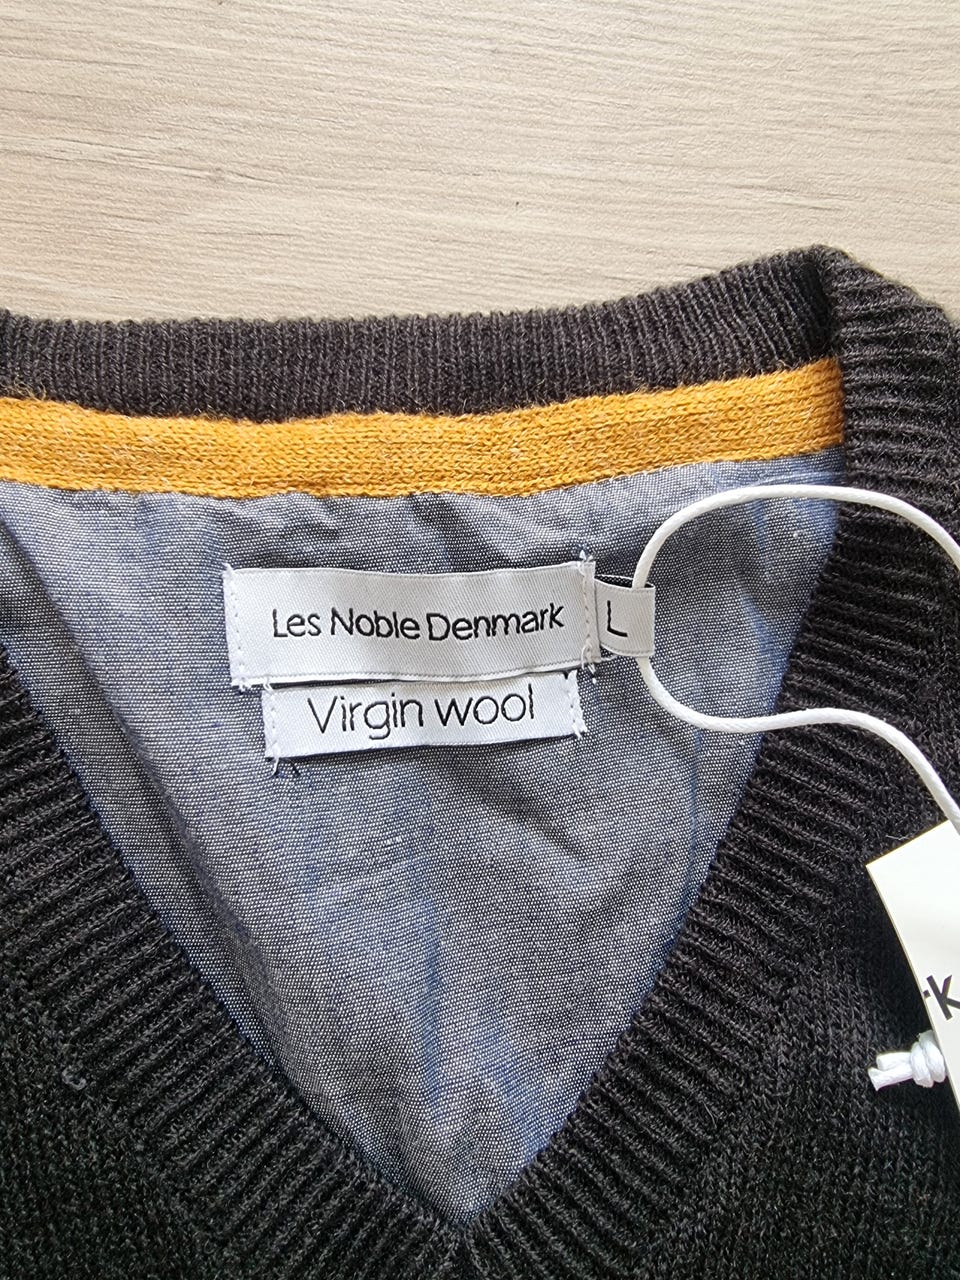 Les Noble Denmark
L
Virgin wool